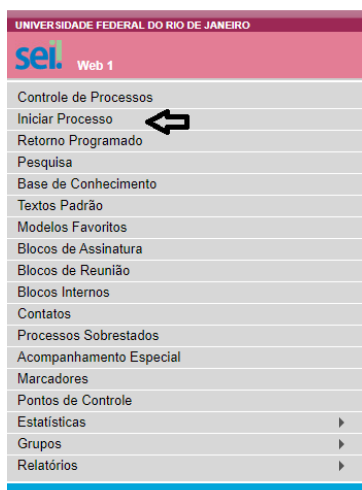 UNIVERSIDADE FEDERAL DO RIO DE JANEIRO
sei! Web 1
Controle de Processos
Iniciar Processo
Retorno Programado
Pesquisa
Base de Conhecimento
Textos Padrão
Modelos Favoritos
Blocos de Assinatura
Blocos de Reunião
Blocos Internos
Contatos
Processos Sobrestados
Acompanhamento Especial
Marcadores
Pontos de Controle
Estatísticas
Grupos
Relatórios